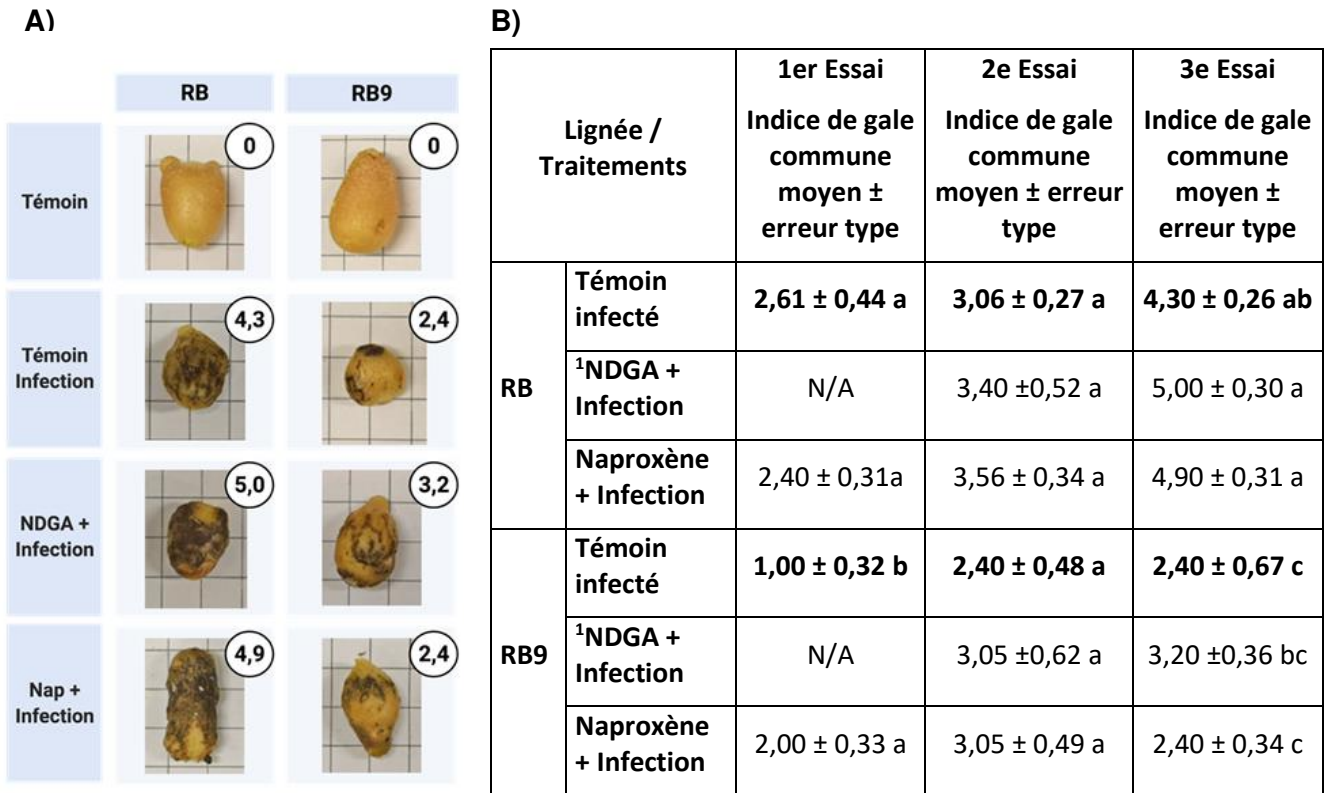 A)
RB RB9
Témoin 0 0
Témoin
Infection
4,3 2,4
NDGA +
Infection
5,0 3,2
Nap +
Infection
4,9 2,4
B)
Lignée /
Traitements
1er Essai
Indice de gale
commune
moyen ±
erreur type
2e Essai
Indice de gale
commune
moyen ± erreur
type
3e Essai
Indice de gale
commune
moyen ±
erreur type
RB
Témoin
infecté
2,61 ± 0,44 a 3,06 ± 0,27 a 4,30 ± 0,26 ab
¹NDGA +
Infection
N/A 3,40 ±0,52 a 5,00 ± 0,30 a
Naproxène
+ Infection
2,40 ± 0,31a 3,56 ± 0,34 a 4,90 ± 0,31 a
RB9
Témoin
infecté
1,00 ± 0,32 b 2,40 ± 0,48 a 2,40 ± 0,67 c
¹NDGA +
Infection
N/A 3,05 ±0,62 a 3,20 ±0,36 bc
Naproxène
+ Infection
2,00 ± 0,33 a 3,05 ± 0,49 a 2,40 ± 0,34 c